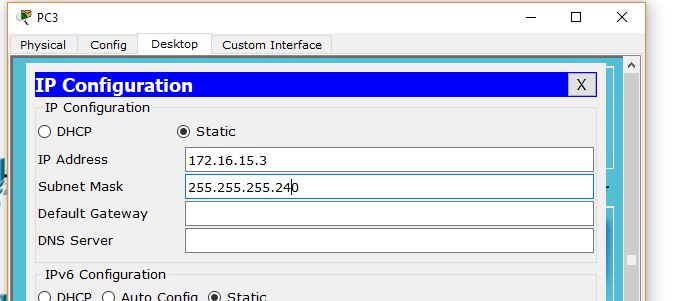 PC3
Physical Config Desktop Custom Interface
IP Configuration X
IP Configuration
DHCP Static
IP Address 172.16.15.3
Subnet Mask 255.255.255.240
Default Gateway
DNS Server
IPv6 Configuration
DHCP Auto Config Static